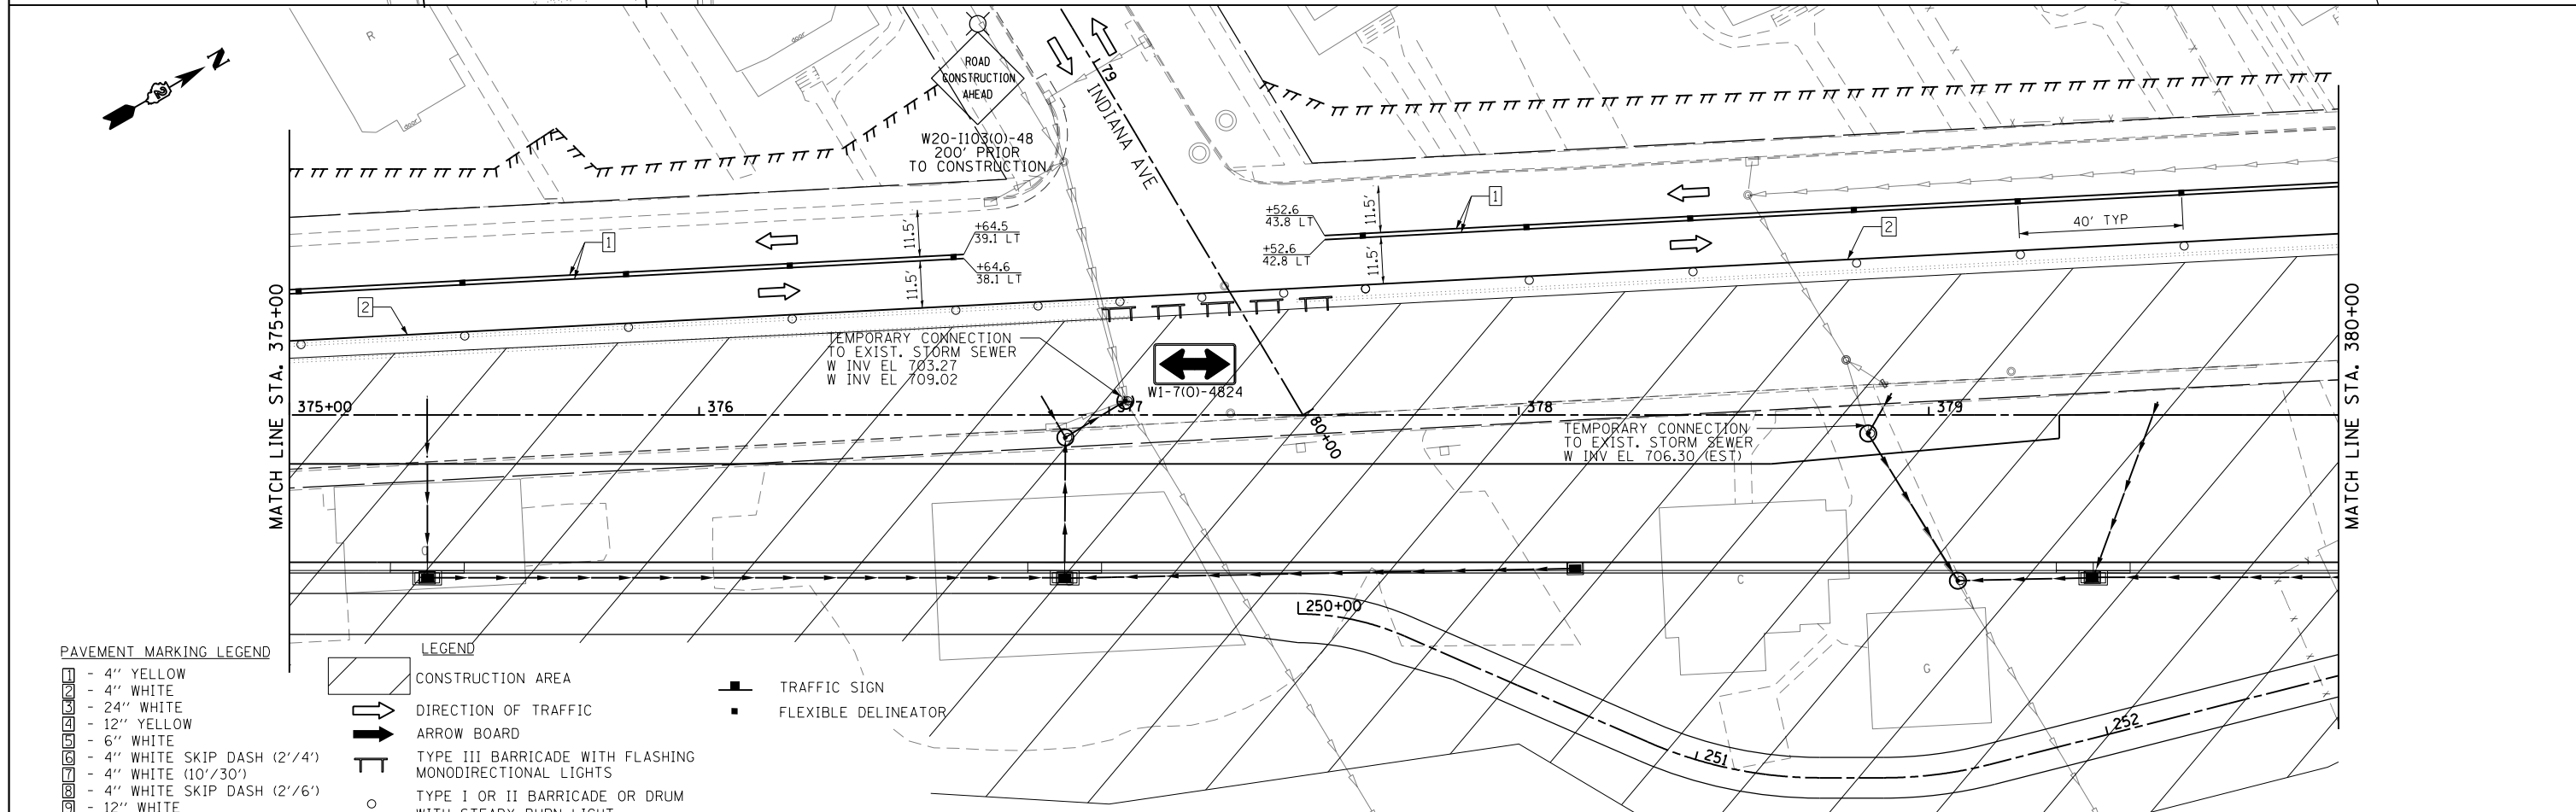 N
R
door
door
ROAD
CONSTRUCTION
AHEAD
W20-I103(O)-48
200' PRIOR
TO CONSTRUCTION
79
INDIANA AVE
80+00
MATCH LINE STA. 375+00
MATCH LINE STA. 380+00
1
2
11.5'
11.5'
+64.5
39.1 LT
+64.6
38.1 LT
+52.6
43.8 LT
+52.6
42.8 LT
11.5'
11.5'
1
2
40' TYP
TEMPORARY CONNECTION
TO EXIST. STORM SEWER
W INV EL 703.27
W INV EL 709.02
W1-7(O)-4824
375+00
376
377
378
379
TEMPORARY CONNECTION
TO EXIST. STORM SEWER
W INV EL 706.30 (EST)
C
G
250+00
251
252
PAVEMENT MARKING LEGEND
1 - 4" YELLOW
2 - 4" WHITE
3 - 24" WHITE
4 - 12" YELLOW
5 - 6" WHITE
6 - 4" WHITE SKIP DASH (2'/4')
7 - 4" WHITE (10'/30')
8 - 4" WHITE SKIP DASH (2'/6')
9 - 12" WHITE
LEGEND
CONSTRUCTION AREA
DIRECTION OF TRAFFIC
ARROW BOARD
TYPE III BARRICADE WITH FLASHING
MONODIRECTIONAL LIGHTS
TYPE I OR II BARRICADE OR DRUM
WITH STEADY BURN LIGHT
TRAFFIC SIGN
FLEXIBLE DELINEATOR